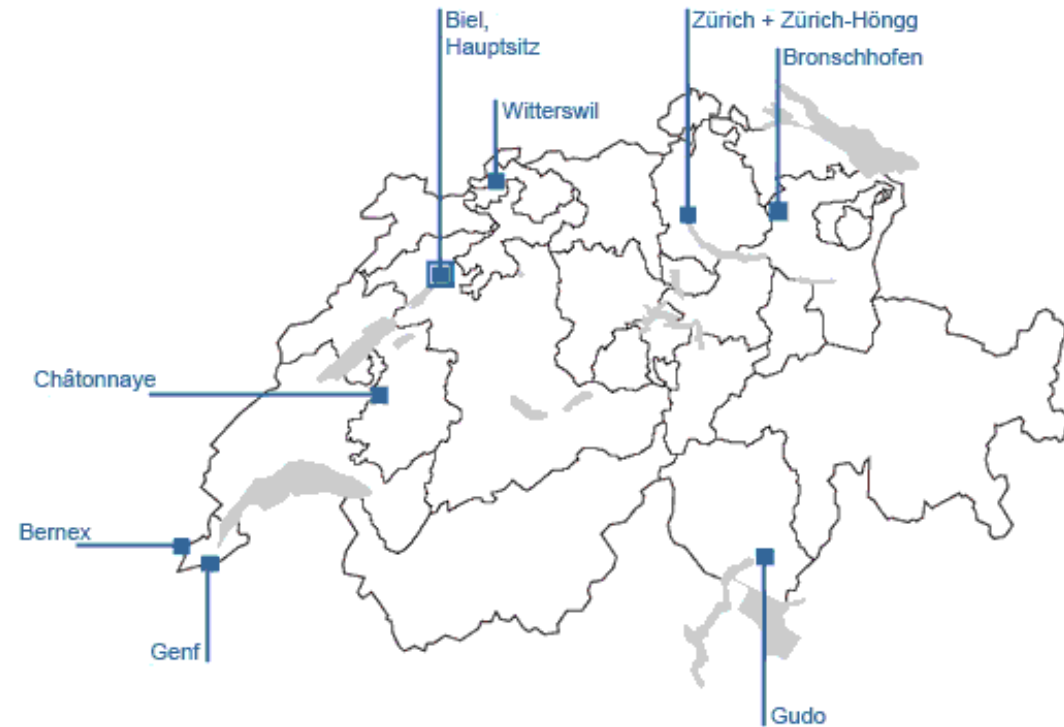 Biel,
Hauptsitz
Zürich + Zürich-Höngg
Bronschhofen
Witterswil
Châtonnaye
Bernex
Genf
Gudo